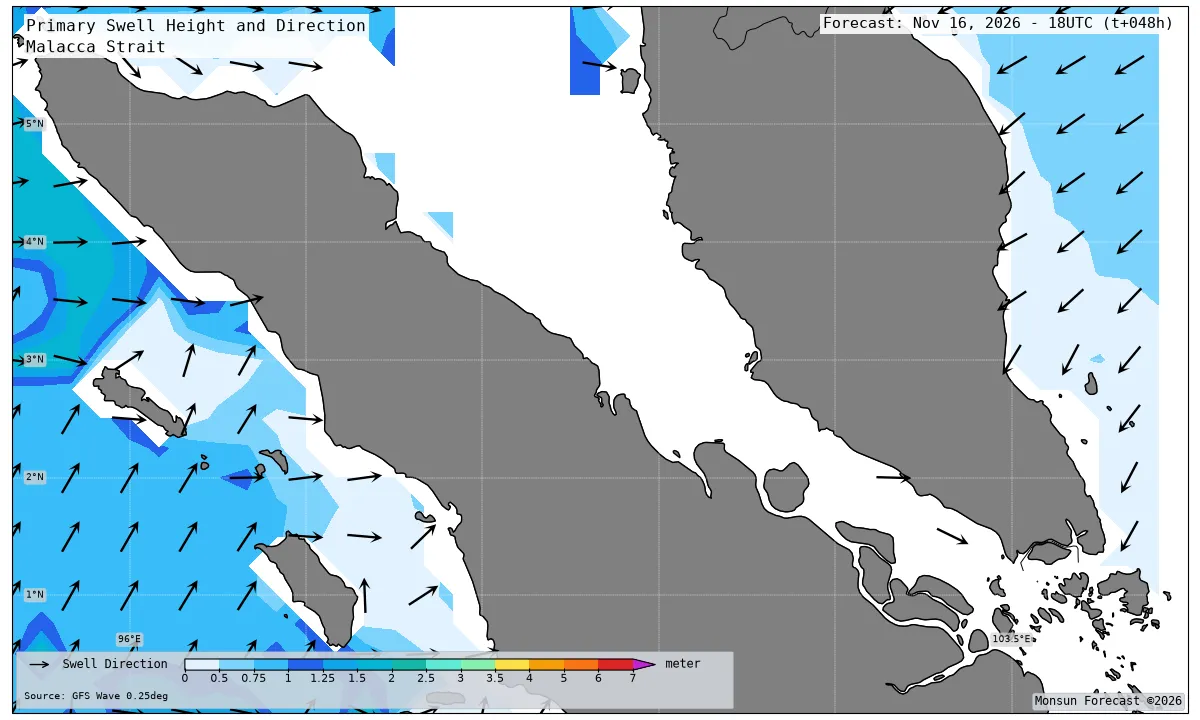 Primary Swell Height and Direction
Malacca Strait
Forecast: Nov 16, 2026 - 18UTC (t+048h)
5°N
4°N
3°N
2°N
1°N
96°E
103.5°E
Swell Direction
meter
0 0.5 0.75 1 1.25 1.5 2 2.5 3 3.5 4 5 6 7
Source: GFS Wave 0.25deg
Monsun Forecast ©2026